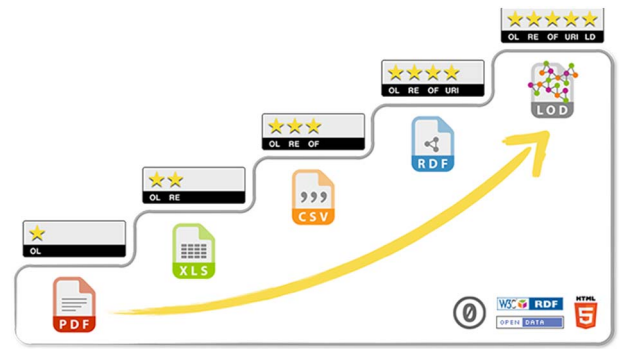 OL RE OF URI LD
OL RE OF URI
LOD
OL RE OF
RDF
OL RE
,,,
CSV
OL
XLS
PDF
0
W3C RDF
HTML
5
OPEN DATA